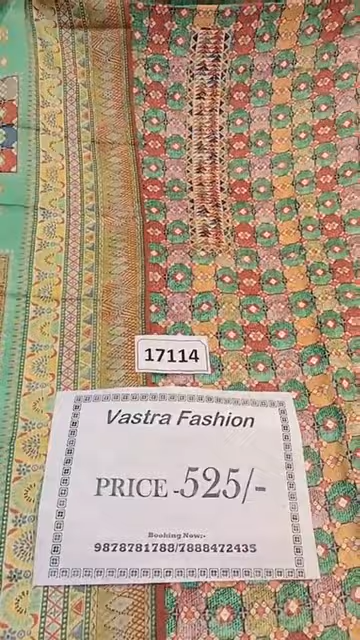 17114
Vastra Fashion
PRICE -525/-
Booking Now:-
9878781788/7888472435